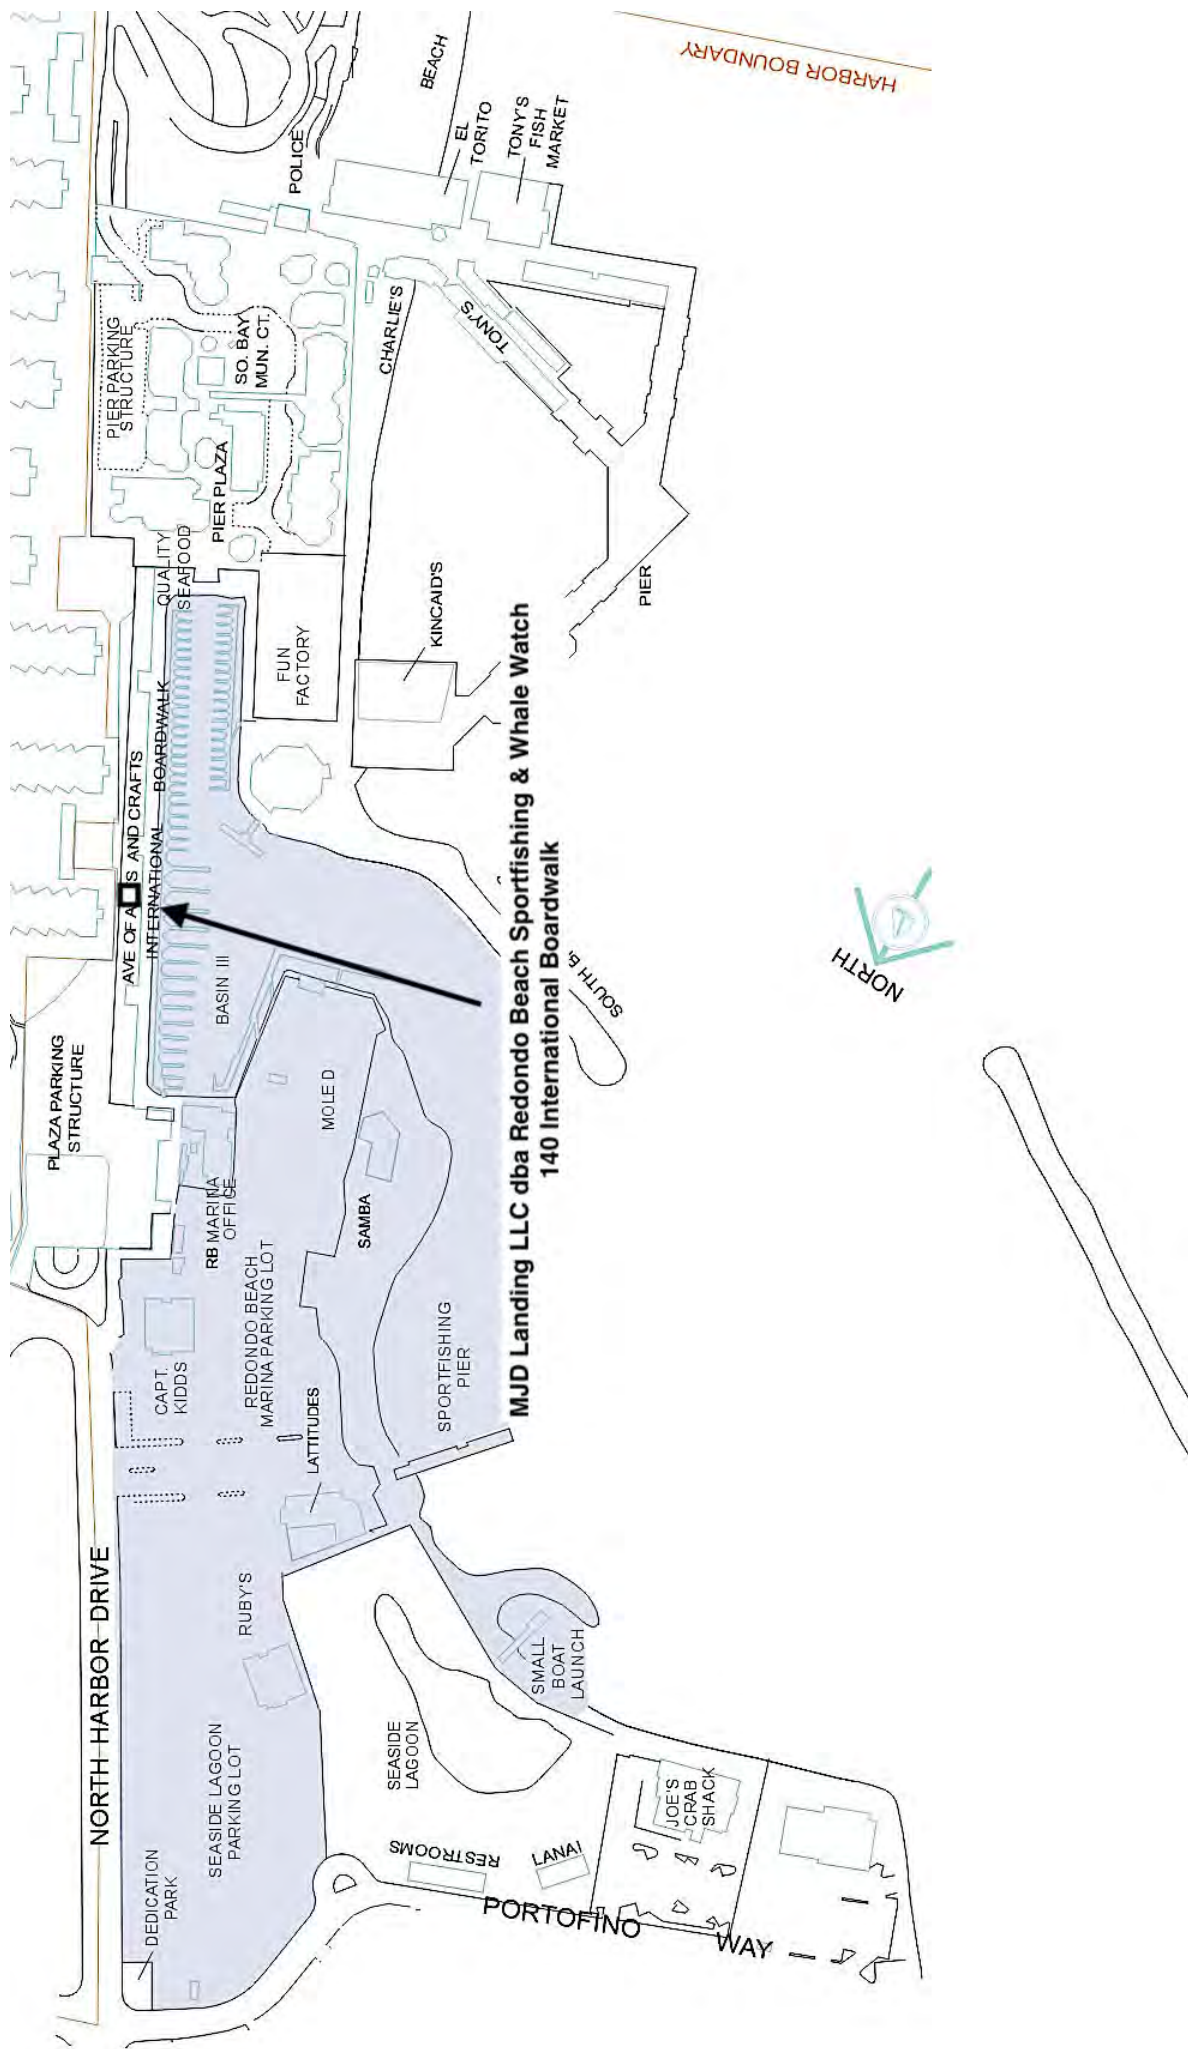 HARBOR BOUNDARY
BEACH
EL
TORITO
TONY'S
FISH
MARKET
POLICE
PIER PARKING
STRUCTURE
SO. BAY
MUN. CT.
CHARLIE'S
TONY'S
PIER PLAZA
QUALITY
SEAFOOD
FUN
FACTORY
KINCAID'S
PIER
AVE OF A S AND CRAFTS
INTERNATIONAL BOARDWALK
BASIN III
MJD Landing LLC dba Redondo Beach Sportfishing & Whale Watch
140 International Boardwalk
SOUTH
NORTH
PLAZA PARKING
STRUCTURE
MOLE D
RB MARINA
OFFICE
SAMBA
CAPT.
KIDDS
REDONDO BEACH
MARINA PARKING LOT
SPORTFISHING
PIER
LATTITUDES
NORTH HARBOR DRIVE
RUBY'S
SMALL
BOAT
LAUNCH
SEASIDE LAGOON
PARKING LOT
SEASIDE
LAGOON
JOE'S
CRAB
SHACK
DEDICATION
PARK
RESTROOMS
LANAI
PORTOFINO WAY